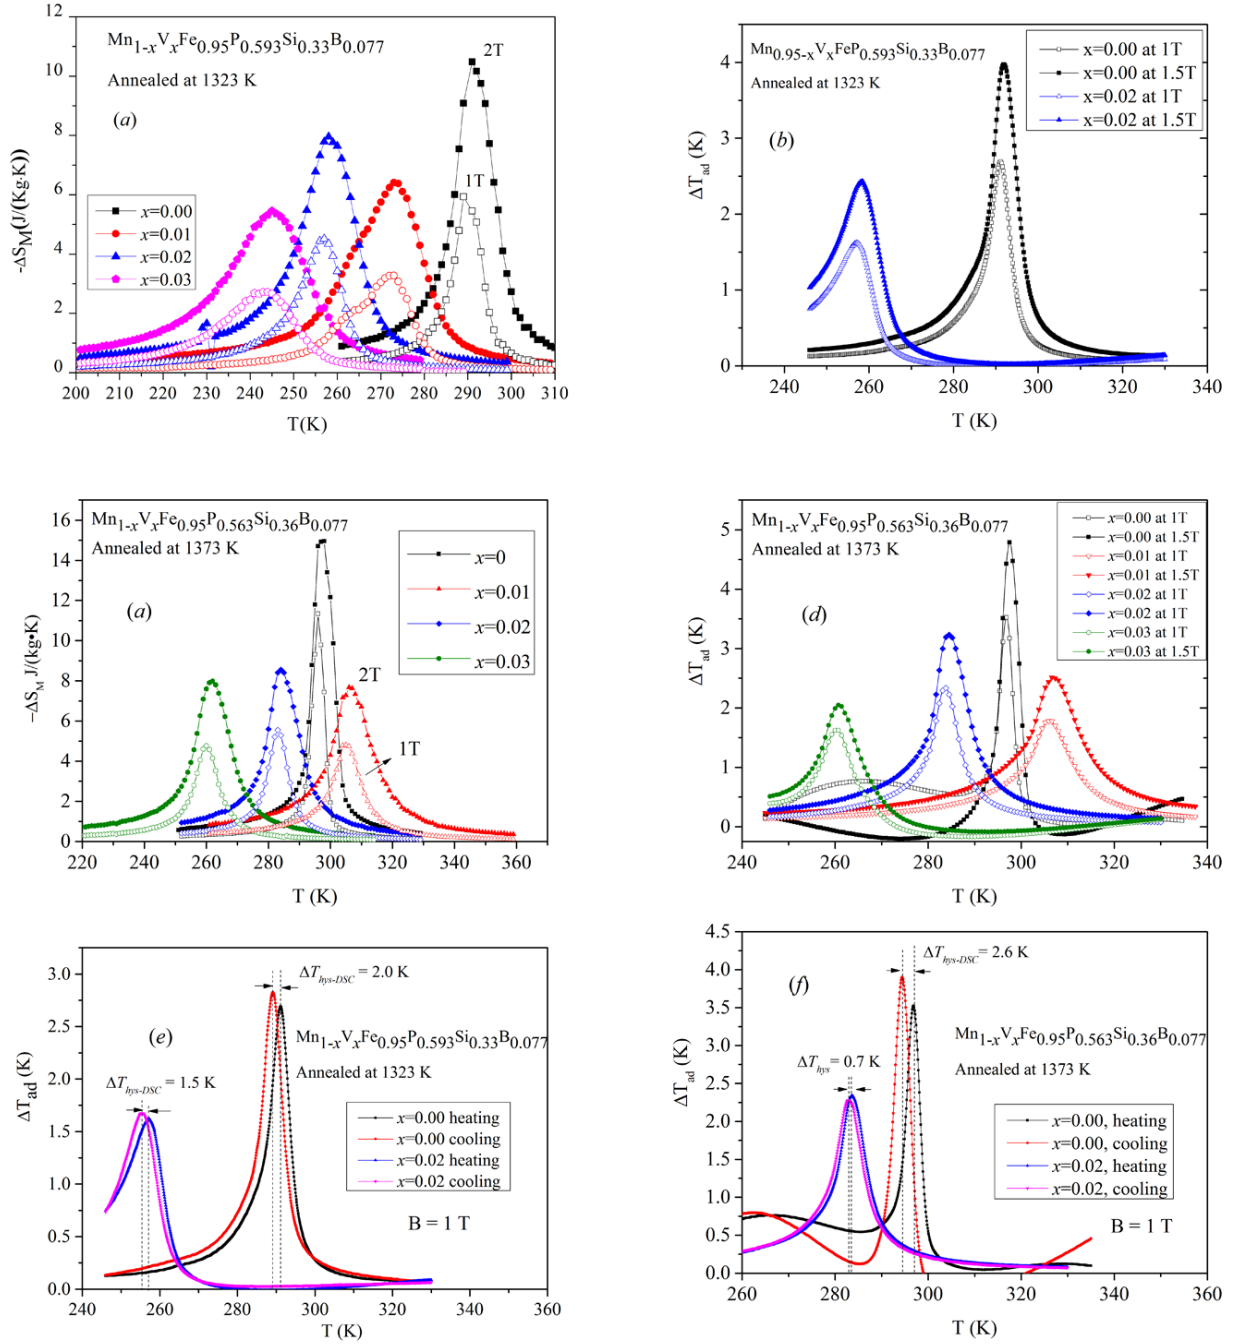 Mn1-xVxFe0.95P0.593Si0.33B0.077
Annealed at 1323 K
(a)
2T
1T
x=0.00
x=0.01
x=0.02
x=0.03
-ΔSM(J/(Kg·K))
12
10
8
6
4
2
0
200 210 220 230 240 250 260 270 280 290 300 310
T(K)
Mn0.95-xVxFeP0.593Si0.33B0.077
Annealed at 1323 K
(b)
x=0.00 at 1T
x=0.00 at 1.5T
x=0.02 at 1T
x=0.02 at 1.5T
ΔTad (K)
4
3
2
1
0
240 260 280 300 320 340
T (K)
Mn1-xVxFe0.95P0.563Si0.36B0.077
Annealed at 1373 K
(a)
x=0
x=0.01
x=0.02
x=0.03
2T
1T
−ΔSM J/(kg•K)
16
14
12
10
8
6
4
2
0
220 240 260 280 300 320 340 360
T (K)
Mn1-xVxFe0.95P0.563Si0.36B0.077
Annealed at 1373 K
(d)
x=0.00 at 1T
x=0.00 at 1.5T
x=0.01 at 1T
x=0.01 at 1.5T
x=0.02 at 1T
x=0.02 at 1.5T
x=0.03 at 1T
x=0.03 at 1.5T
ΔTad (K)
5
4
3
2
1
0
240 260 280 300 320 340
T (K)
ΔThys-DSC = 2.0 K
(e)
Mn1-xVxFe0.95P0.593Si0.33B0.077
Annealed at 1323 K
ΔThys-DSC = 1.5 K
x=0.00 heating
x=0.00 cooling
x=0.02 heating
x=0.02 cooling
B = 1 T
ΔTad (K)
3.0
2.5
2.0
1.5
1.0
0.5
0.0
240 260 280 300 320 340 360
T (K)
ΔThys-DSC = 2.6 K
(f)
Mn1-xVxFe0.95P0.563Si0.36B0.077
ΔThys = 0.7 K
Annealed at 1373 K
x=0.00, heating
x=0.00, cooling
x=0.02, heating
x=0.02, cooling
B = 1 T
ΔTad (K)
4.5
4.0
3.5
3.0
2.5
2.0
1.5
1.0
0.5
0.0
260 280 300 320 340 360
T (K)